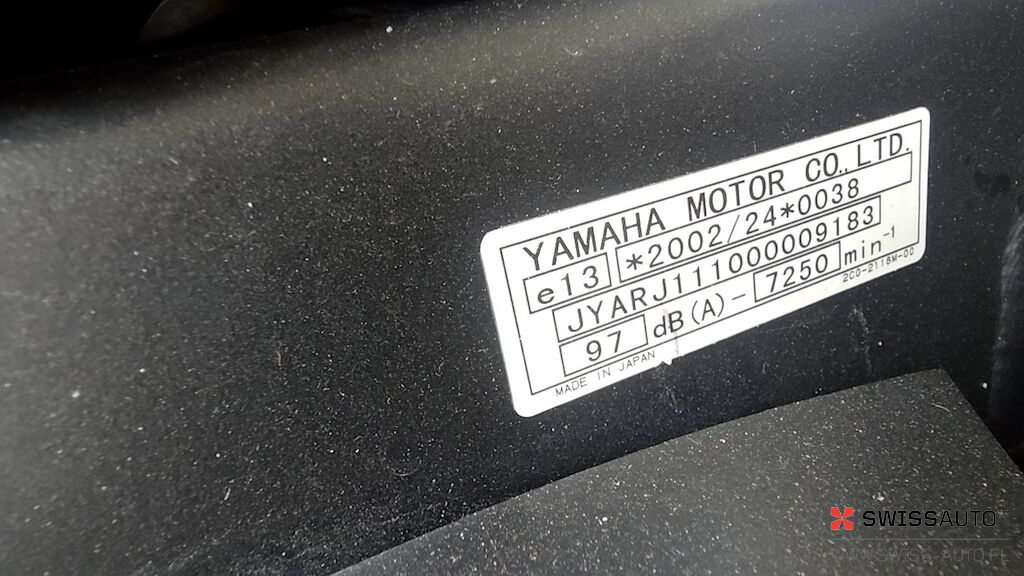 YAMAHA MOTOR CO., LTD.
e13 *2002/24*0038
JYARJ111000009183
97 dB(A)- 7250 min-1
MADE IN JAPAN 2C0-2118M-00
SWISSAUTO